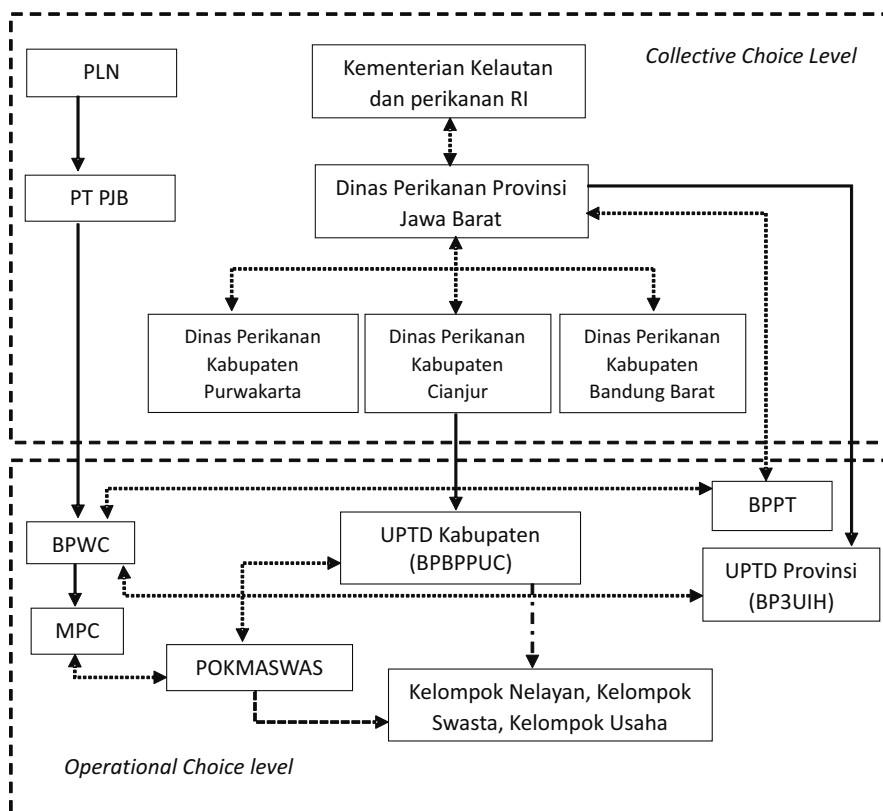 Collective Choice Level
PLN
Kementerian Kelautan
dan perikanan RI
PT PJB
Dinas Perikanan Provinsi
Jawa Barat
Dinas Perikanan
Kabupaten
Purwakarta
Dinas Perikanan
Kabupaten
Cianjur
Dinas Perikanan
Kabupaten
Bandung Barat
BPPT
BPWC
UPTD Kabupaten
(BPBPPUC)
UPTD Provinsi
(BP3UIH)
MPC
POKMASWAS
Kelompok Nelayan, Kelompok
Swasta, Kelompok Usaha
Operational Choice level